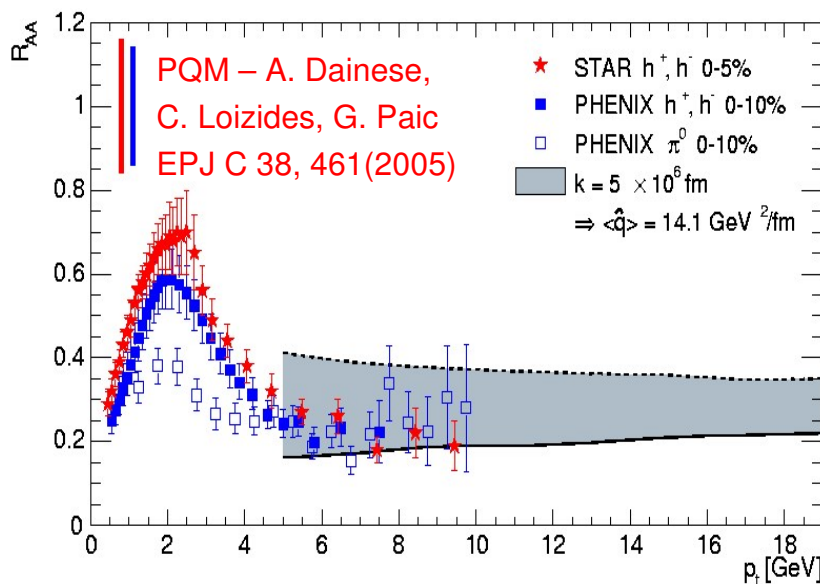 R_AA
1.2
1
0.8
0.6
0.4
0.2
0
PQM – A. Dainese,
C. Loizides, G. Paic
EPJ C 38, 461(2005)
STAR h⁺, h⁻ 0-5%
PHENIX h⁺, h⁻ 0-10%
PHENIX π⁰ 0-10%
k = 5 × 10⁶ fm
⇒ <q̂> = 14.1 GeV²/fm
0 2 4 6 8 10 12 14 16 18
p_t [GeV]